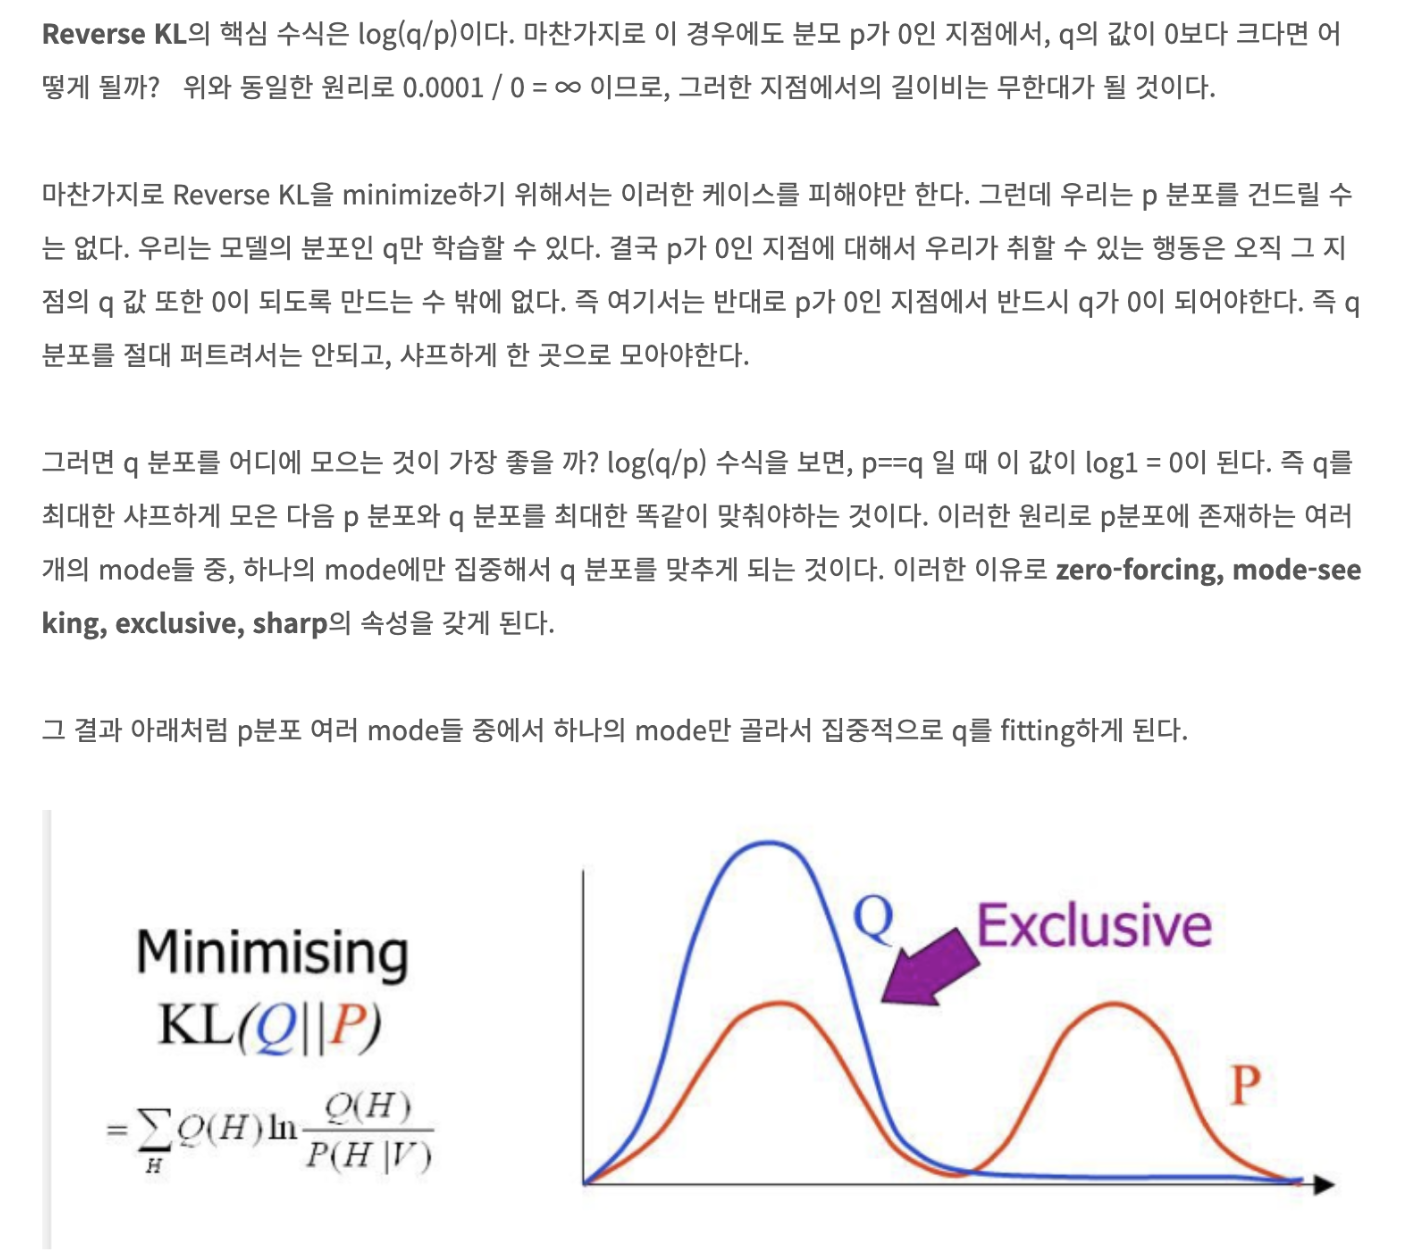 Reverse KL의 핵심 수식은 log(q/p)이다. 마찬가지로 이 경우에도 분모 p가 0인 지점에서, q의 값이 0보다 크다면 어
떻게 될까? 위와 동일한 원리로 0.0001 / 0 = ∞ 이므로, 그러한 지점에서의 길이비는 무한대가 될 것이다.
마찬가지로 Reverse KL을 minimize하기 위해서는 이러한 케이스를 피해야만 한다. 그런데 우리는 p 분포를 건드릴 수
는 없다. 우리는 모델의 분포인 q만 학습할 수 있다. 결국 p가 0인 지점에 대해서 우리가 취할 수 있는 행동은 오직 그 지
점의 q 값 또한 0이 되도록 만드는 수 밖에 없다. 즉 여기서는 반대로 p가 0인 지점에서 반드시 q가 0이 되어야한다. 즉 q
분포를 절대 퍼트려서는 안되고, 샤프하게 한 곳으로 모아야한다.
그러면 q 분포를 어디에 모으는 것이 가장 좋을 까? log(q/p) 수식을 보면, p==q 일 때 이 값이 log1 = 0이 된다. 즉 q를
최대한 샤프하게 모은 다음 p 분포와 q 분포를 최대한 똑같이 맞춰야하는 것이다. 이러한 원리로 p분포에 존재하는 여러
개의 mode들 중, 하나의 mode에만 집중해서 q 분포를 맞추게 되는 것이다. 이러한 이유로 zero-forcing, mode-see
king, exclusive, sharp의 속성을 갖게 된다.
그 결과 아래처럼 p분포 여러 mode들 중에서 하나의 mode만 골라서 집중적으로 q를 fitting하게 된다.
Minimising
KL(Q||P)
= ∑_H Q(H) ln Q(H) / P(H|V)
Q
Exclusive
P